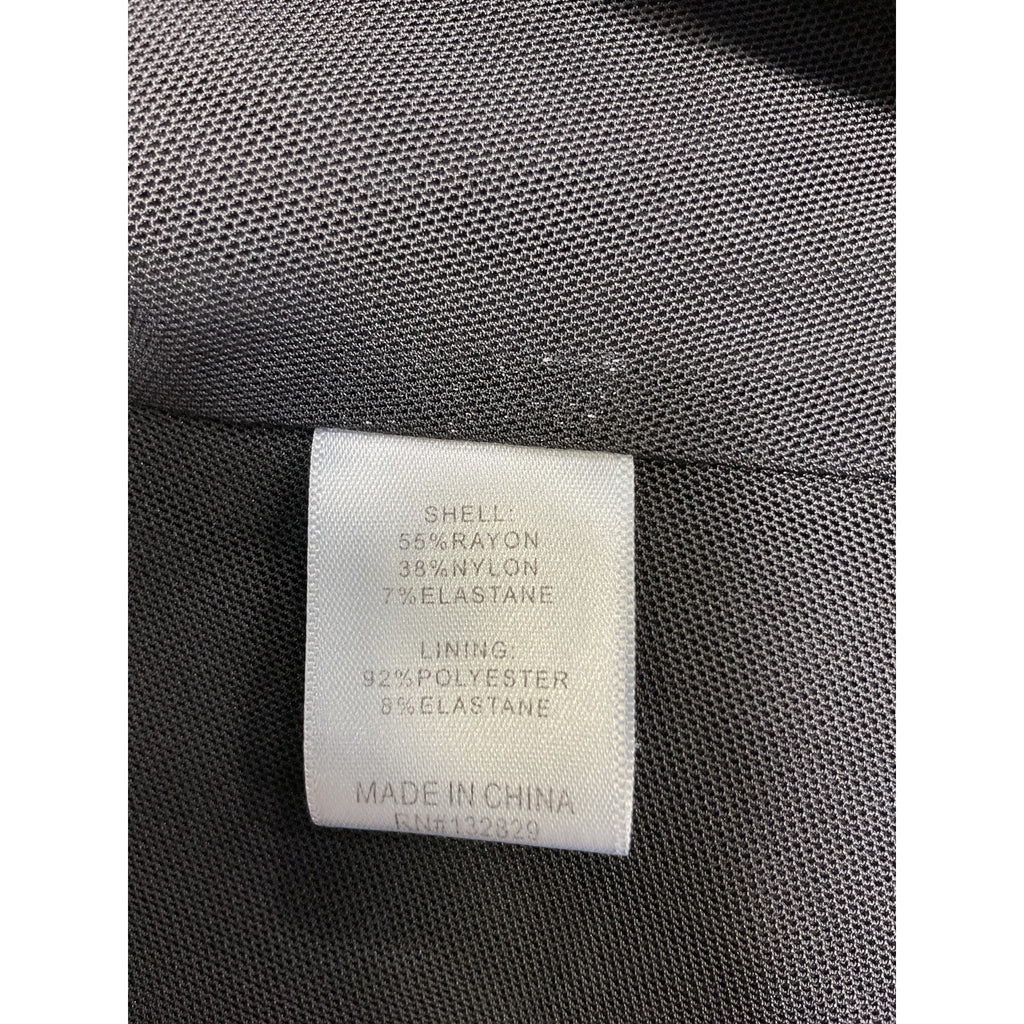 SHELL:
55%RAYON
38%NYLON
7%ELASTANE
LINING:
92%POLYESTER
8%ELASTANE
MADE IN CHINA
RN#132829